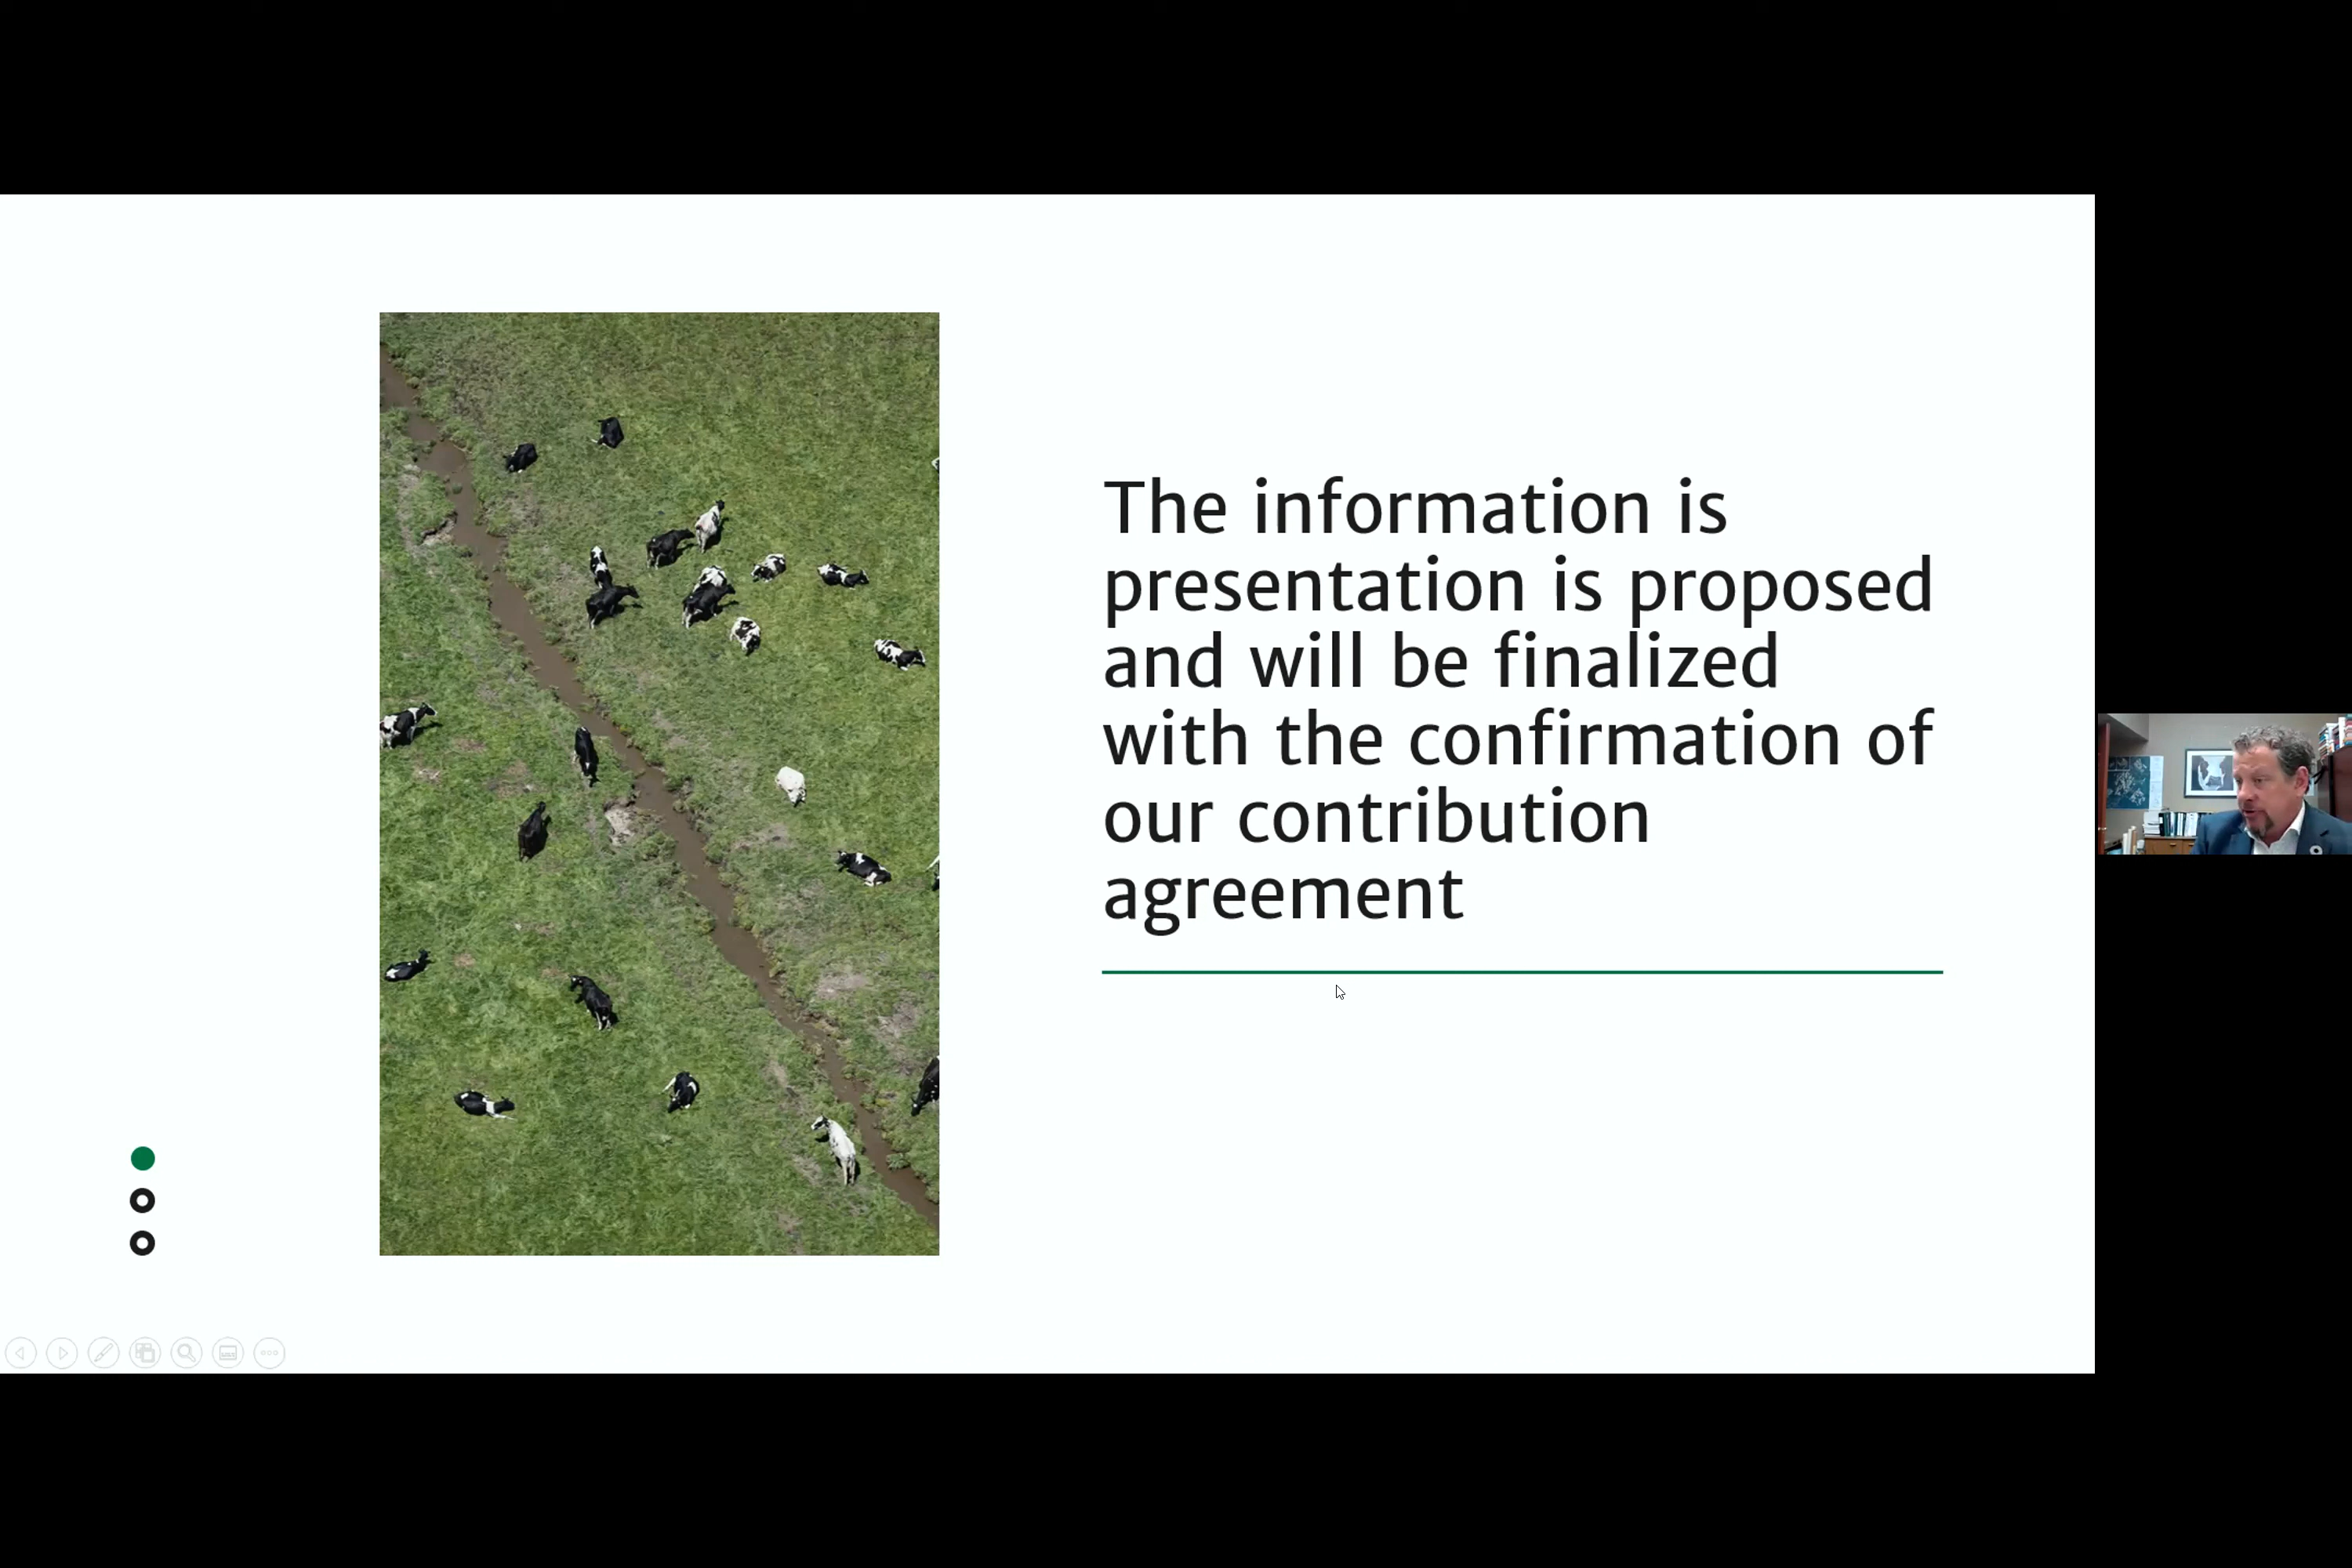 The information is
presentation is proposed
and will be finalized
with the confirmation of
our contribution
agreement